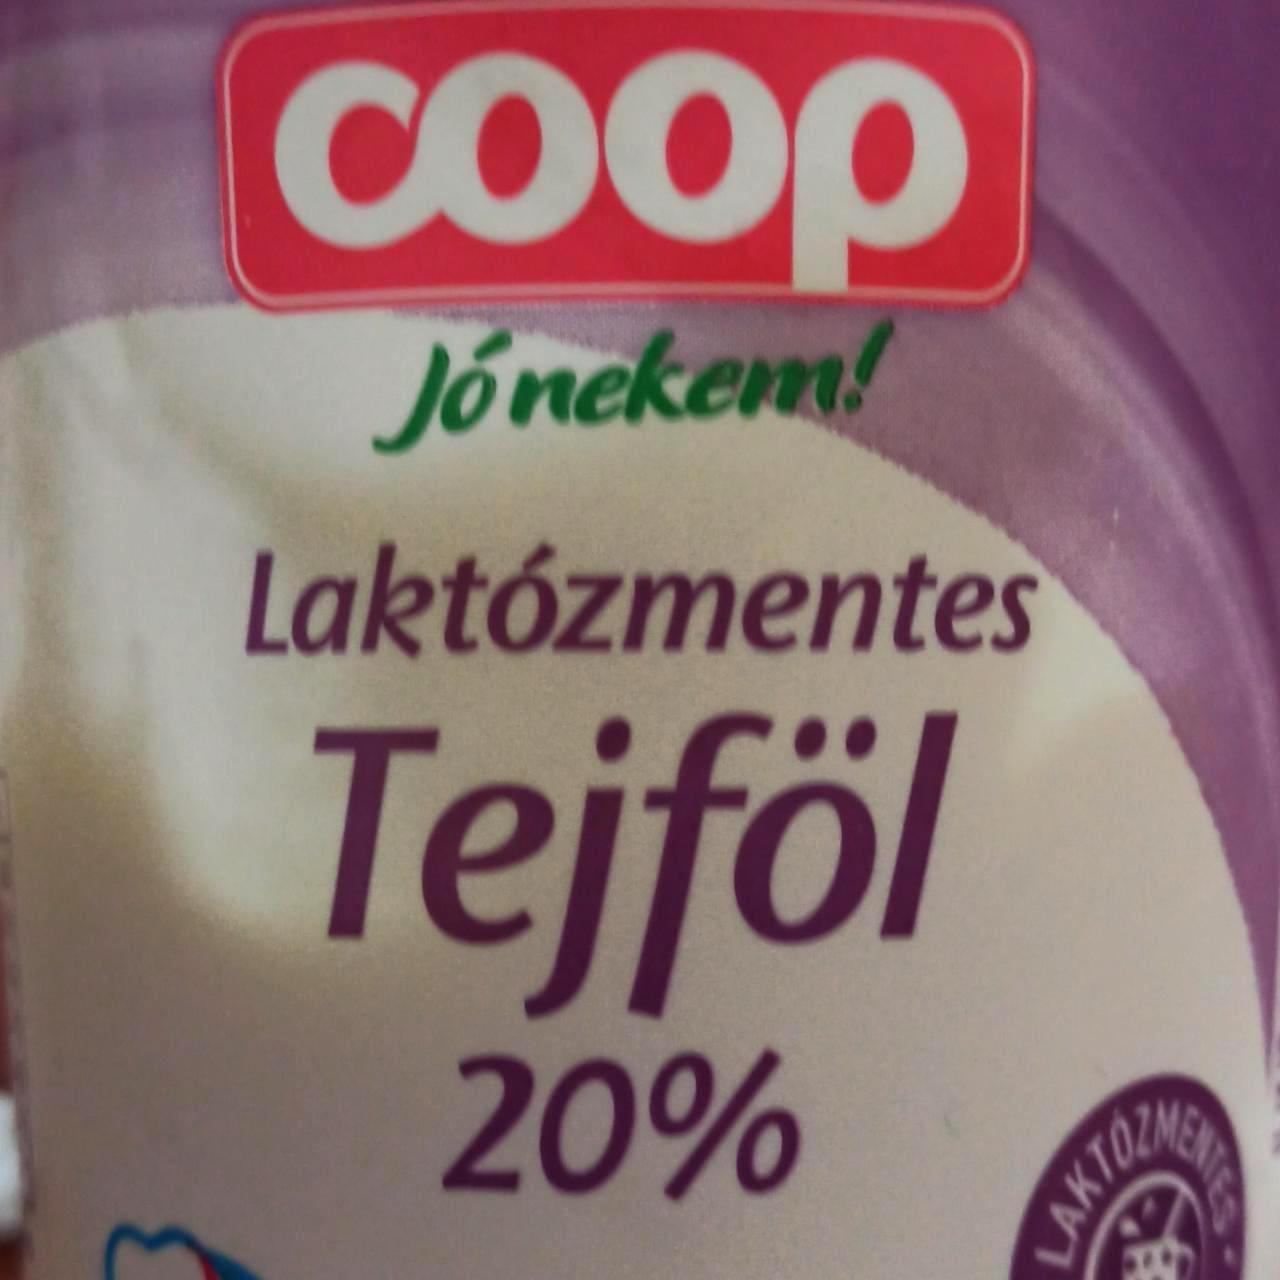 coop
Jó nekem!
Laktózmentes
Tejföl
20%
LAKTÓZMENTES